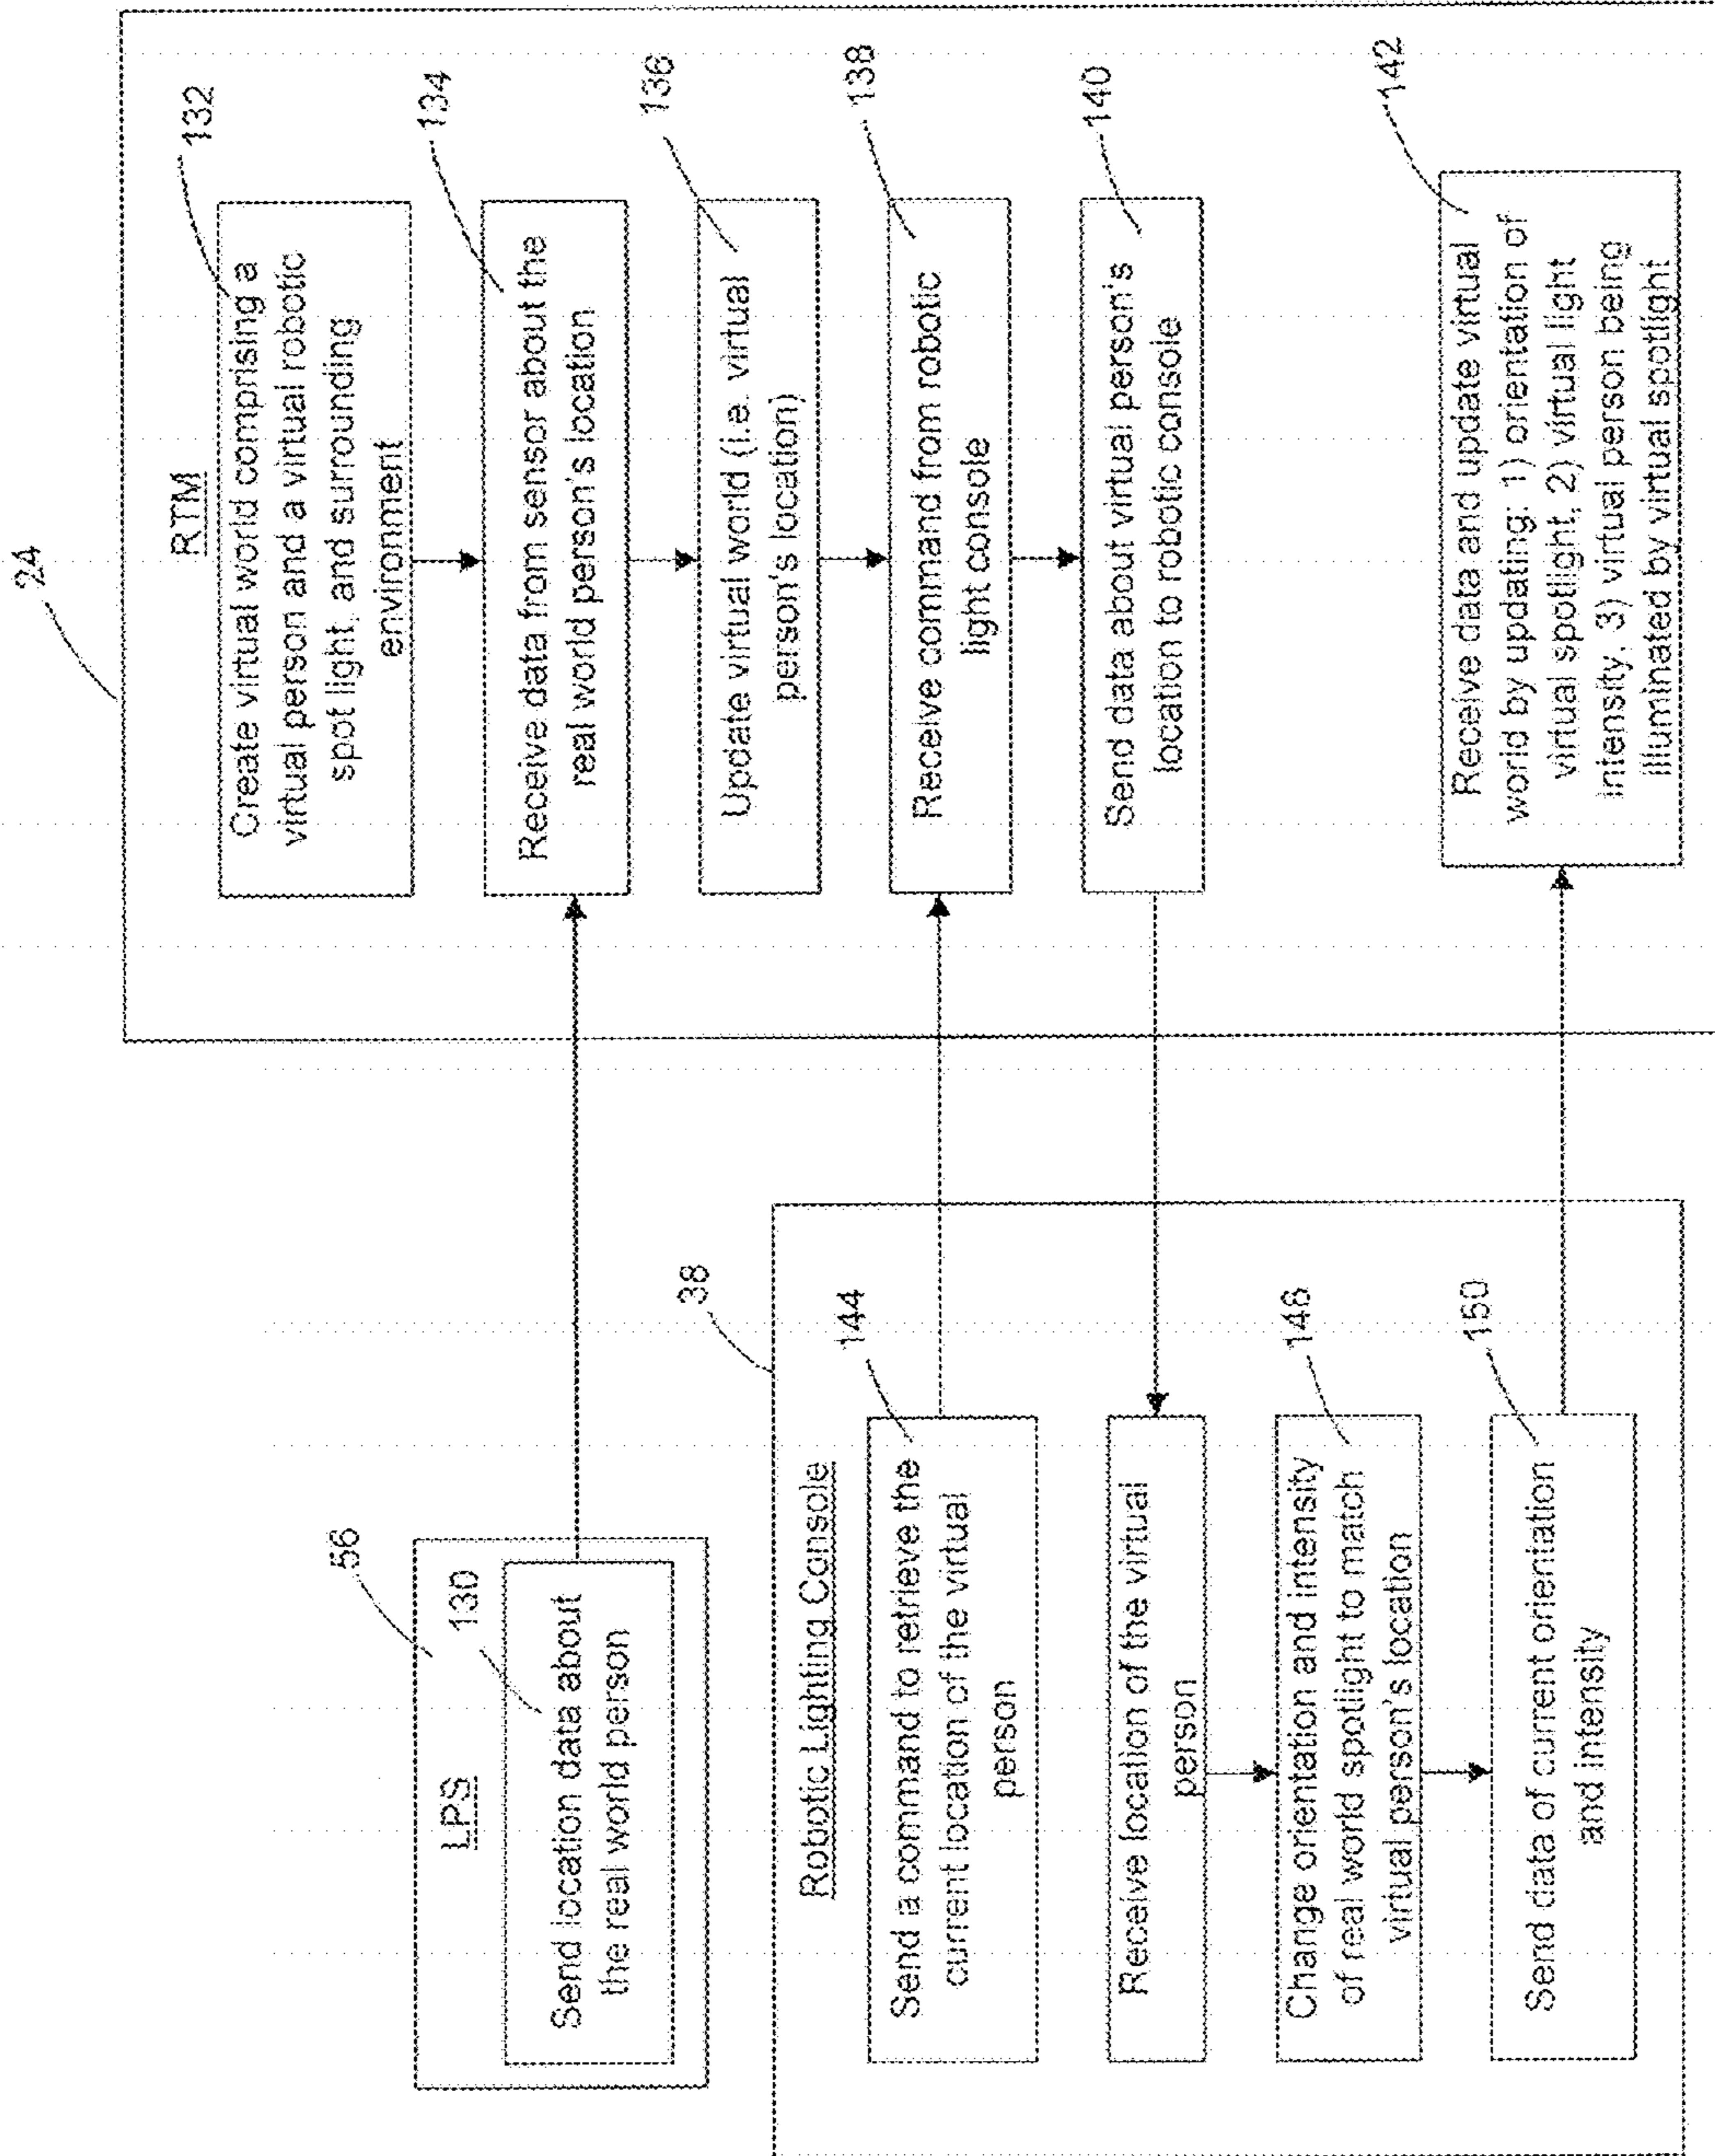 24
RTM
132
Create virtual world comprising a
virtual person and a virtual robotic
spot light, and surrounding
environment
134
Receive data from sensor about the
real world person's location
136
Update virtual world (i.e. virtual
person's location)
138
Receive command from robotic
light console
140
Send data about virtual person's
location to robotic console
142
Receive data and update virtual
world by updating: 1) orientation of
virtual spotlight, 2) virtual light
intensity, 3) virtual person being
illuminated by virtual spotlight
56
LPS
130
Send location data about
the real world person
38
Robotic Lighting Console
144
Send a command to retrieve the
current location of the virtual
person
Receive location of the virtual
person
148
Change orientation and intensity
of real world spotlight to match
virtual person's location
150
Send data of current orientation
and intensity